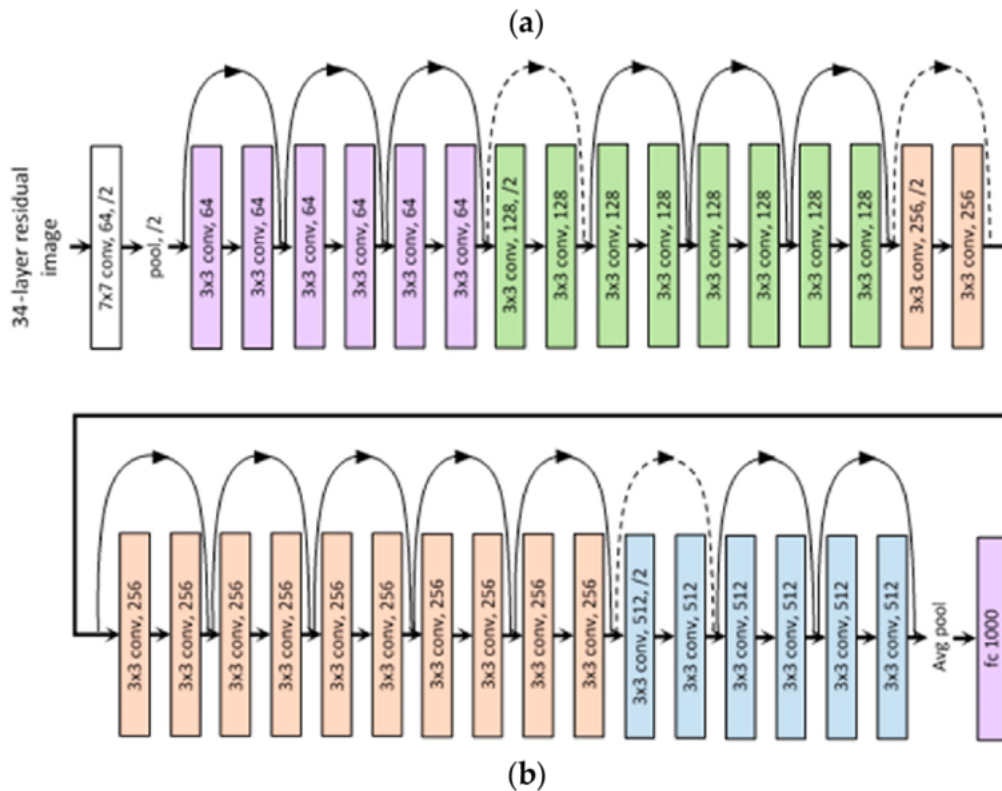 (a)
34-layer residual
image
7x7 conv, 64, /2
pool, /2
3x3 conv, 64
3x3 conv, 64
3x3 conv, 64
3x3 conv, 64
3x3 conv, 64
3x3 conv, 64
3x3 conv, 128, /2
3x3 conv, 128
3x3 conv, 128
3x3 conv, 128
3x3 conv, 128
3x3 conv, 128
3x3 conv, 128
3x3 conv, 128
3x3 conv, 256, /2
3x3 conv, 256
3x3 conv, 256
3x3 conv, 256
3x3 conv, 256
3x3 conv, 256
3x3 conv, 256
3x3 conv, 256
3x3 conv, 256
3x3 conv, 256
3x3 conv, 256
3x3 conv, 256
3x3 conv, 512, /2
3x3 conv, 512
3x3 conv, 512
3x3 conv, 512
3x3 conv, 512
3x3 conv, 512
Avg pool
fc 1000
(b)